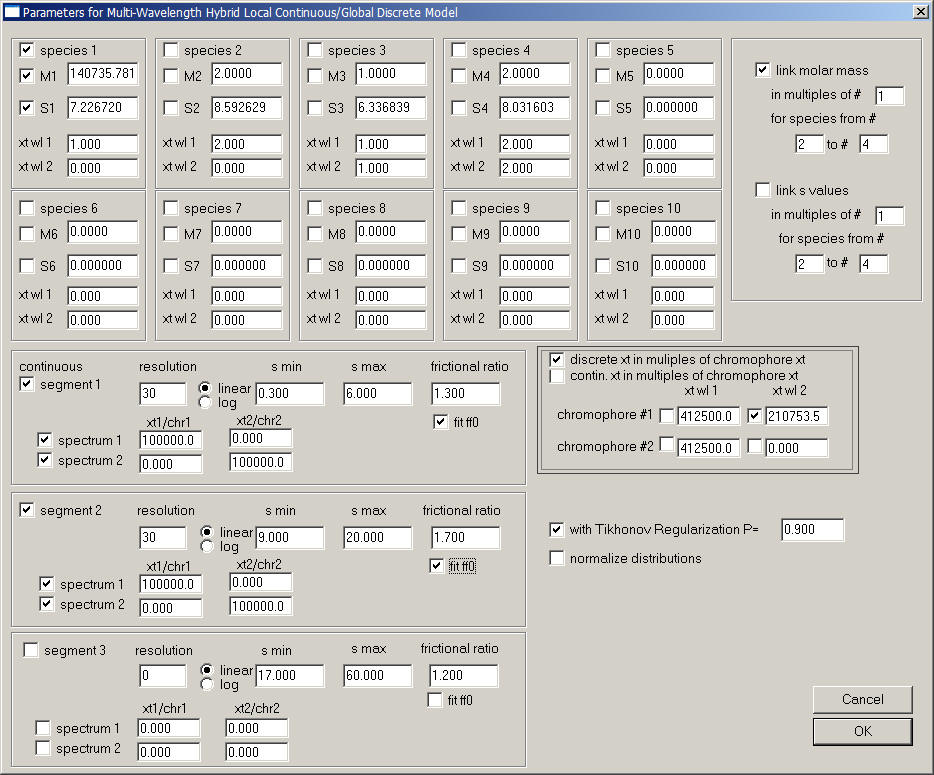 Parameters for Multi-Wavelength Hybrid Local Continuous/Global Discrete Model
species 1 species 2 species 3 species 4 species 5
M1 140735.781 M2 2.0000 M3 1.0000 M4 2.0000 M5 0.0000
S1 7.226720 S2 8.592629 S3 6.336839 S4 8.031603 S5 0.000000
xt wl 1 1.000 xt wl 1 2.000 xt wl 1 1.000 xt wl 1 2.000 xt wl 1 0.000
xt wl 2 0.000 xt wl 2 0.000 xt wl 2 1.000 xt wl 2 2.000 xt wl 2 0.000
species 6 species 7 species 8 species 9 species 10
M6 0.0000 M7 0.0000 M8 0.0000 M9 0.0000 M10 0.0000
S6 0.000000 S7 0.000000 S8 0.000000 S9 0.000000 S10 0.000000
xt wl 1 0.000 xt wl 1 0.000 xt wl 1 0.000 xt wl 1 0.000 xt wl 1 0.000
xt wl 2 0.000 xt wl 2 0.000 xt wl 2 0.000 xt wl 2 0.000 xt wl 2 0.000
link molar mass
in multiples of # 1
for species from #
2 to # 4
link s values
in multiples of # 1
for species from #
2 to # 4
continuous resolution s min s max frictional ratio
segment 1 30 linear 0.300 6.000 1.300
log
xt1/chr1 xt2/chr2 fit ff0
spectrum 1 100000.0 0.000
spectrum 2 0.000 100000.0
discrete xt in muliples of chromophore xt
contin. xt in multiples of chromophore xt
xt wl 1 xt wl 2
chromophore #1 412500.0 210753.5
chromophore #2 412500.0 0.000
segment 2 resolution s min s max frictional ratio
30 linear 9.000 20.000 1.700
log
xt1/chr1 xt2/chr2 fit ff0
spectrum 1 100000.0 0.000
spectrum 2 0.000 100000.0
with Tikhonov Regularization P= 0.900
normalize distributions
segment 3 resolution s min s max frictional ratio
0 linear 17.000 60.000 1.200
log
xt1/chr1 xt2/chr2 fit ff0
spectrum 1 0.000 0.000
spectrum 2 0.000 0.000
Cancel
OK